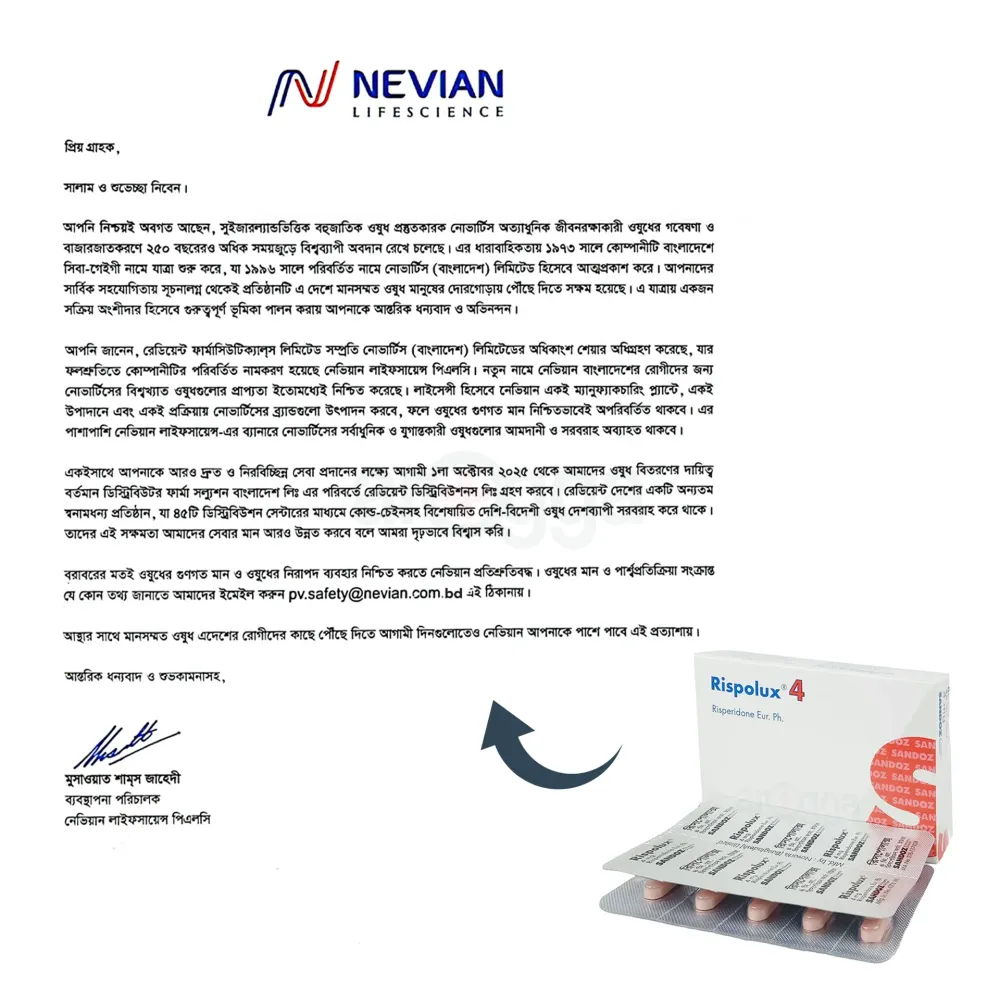 NEVIAN
LIFESCIENCE
প্রিয় গ্রাহক,
সালাম ও শুভেচ্ছা নিবেন।
আপনি নিশ্চয়ই অবগত আছেন, সুইজারল্যান্ডভিত্তিক বহুজাতিক ওষুধ প্রস্তুতকারক নোভার্টিস অত্যাধুনিক জীবনরক্ষাকারী ওষুধের গবেষণা ও
বাজারজাতকরণে ২৫০ বছরেরও অধিক সময়জুড়ে বিশ্বব্যাপী অবদান রেখে চলেছে। এর ধারাবাহিকতায় ১৯৭৩ সালে কোম্পানীটি বাংলাদেশে
সিবা-গেইগী নামে যাত্রা শুরু করে, যা ১৯৯৬ সালে পরিবর্তিত নামে নোভার্টিস (বাংলাদেশ) লিমিটেড হিসেবে আত্মপ্রকাশ করে। আপনাদের
সার্বিক সহযোগিতায় সূচনালগ্ন থেকেই প্রতিষ্ঠানটি এ দেশে মানসম্মত ওষুধ মানুষের দোরগোড়ায় পৌঁছে দিতে সক্ষম হয়েছে। এ যাত্রায় একজন
সক্রিয় অংশীদার হিসেবে গুরুত্বপূর্ণ ভূমিকা পালন করায় আপনাকে আন্তরিক ধন্যবাদ ও অভিনন্দন।
আপনি জানেন, রেডিয়েন্ট ফার্মাসিউটিক্যাল্স লিমিটেড সম্প্রতি নোভার্টিস (বাংলাদেশ) লিমিটেডের অধিকাংশ শেয়ার অধিগ্রহণ করেছে, যার
ফলশ্রুতিতে কোম্পানীটির পরিবর্তিত নামকরণ হয়েছে নেভিয়ান লাইফসায়েন্স পিএলসি। নতুন নামে নেভিয়ান বাংলাদেশের রোগীদের জন্য
নোভার্টিসের বিশ্বখ্যাত ওষুধগুলোর প্রাপ্যতা ইতোমধ্যেই নিশ্চিত করেছে। লাইসেন্সী হিসেবে নেভিয়ান একই ম্যানুফ্যাকচারিং প্ল্যান্টে, একই
উপাদানে এবং একই প্রক্রিয়ায় নোভার্টিসের ব্র্যান্ডগুলো উৎপাদন করবে, ফলে ওষুধের গুণগত মান নিশ্চিতভাবেই অপরিবর্তিত থাকবে। এর
পাশাপাশি নেভিয়ান লাইফসায়েন্স-এর ব্যানারে নোভার্টিসের সর্বাধুনিক ও যুগান্তকারী ওষুধগুলোর আমদানী ও সরবরাহ অব্যাহত থাকবে।
একইসাথে আপনাকে আরও দ্রুত ও নিরবিচ্ছিন্ন সেবা প্রদানের লক্ষ্যে আগামী ১লা অক্টোবর ২০২৫ থেকে আমাদের ওষুধ বিতরণের দায়িত্ব
বর্তমান ডিস্ট্রিবিউটর ফার্মা সল্যুশন বাংলাদেশ লিঃ এর পরিবর্তে রেডিয়েন্ট ডিস্ট্রিবিউশনস লিঃ গ্রহণ করবে। রেডিয়েন্ট দেশের একটি অন্যতম
স্বনামধন্য প্রতিষ্ঠান, যা ৪৫টি ডিস্ট্রিবিউশন সেন্টারের মাধ্যমে কোল্ড-চেইনসহ বিশেষায়িত দেশি-বিদেশী ওষুধ দেশব্যাপী সরবরাহ করে থাকে।
তাদের এই সক্ষমতা আমাদের সেবার মান আরও উন্নত করবে বলে আমরা দৃঢ়ভাবে বিশ্বাস করি।
বরাবরের মতই ওষুধের গুণগত মান ও ওষুধের নিরাপদ ব্যবহার নিশ্চিত করতে নেভিয়ান প্রতিশ্রুতিবদ্ধ। ওষুধের মান ও পার্শ্বপ্রতিক্রিয়া সংক্রান্ত
যে কোন তথ্য জানাতে আমাদের ইমেইল করুন pv.safety@nevian.com.bd এই ঠিকানায়।
আস্থার সাথে মানসম্মত ওষুধ এদেশের রোগীদের কাছে পৌঁছে দিতে আগামী দিনগুলোতেও নেভিয়ান আপনাকে পাশে পাবে এই প্রত্যাশায়।
আন্তরিক ধন্যবাদ ও শুভকামনাসহ,
মুসাওয়াত শাম্স জাহেদী
ব্যবস্থাপনা পরিচালক
নেভিয়ান লাইফসায়েন্স পিএলসি
Rispolux® 4
Risperidone Eur. Ph.
SANDOZ
Rispolux®
SANDOZ